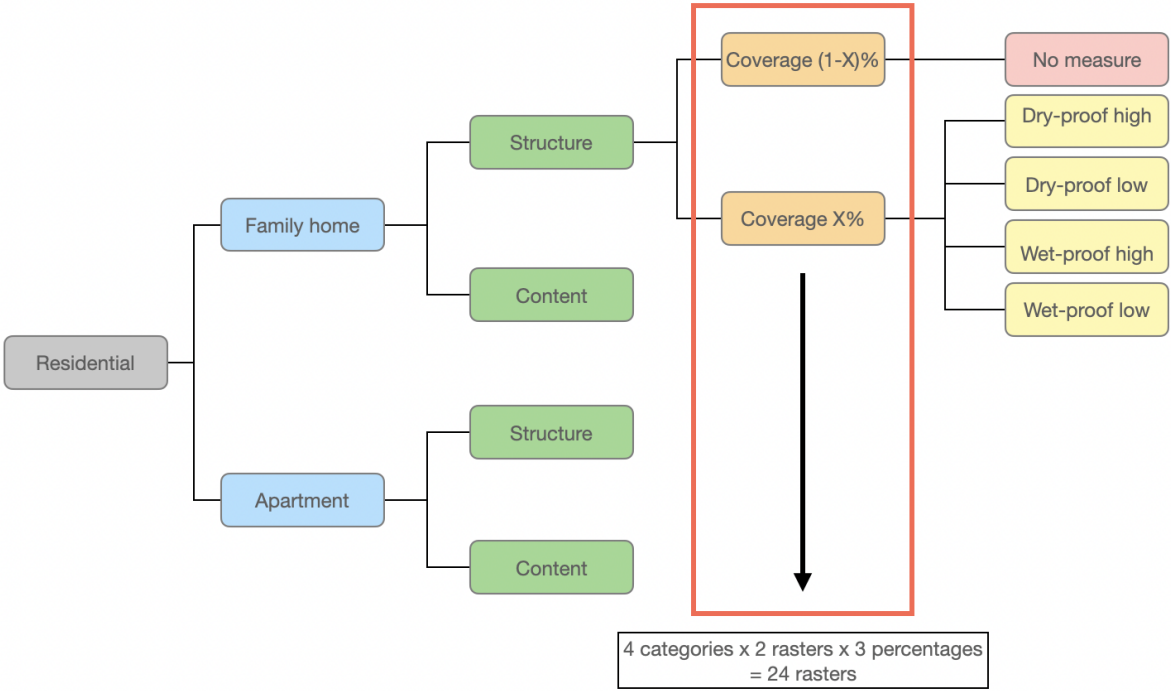 Coverage (1-X)%
No measure
Dry-proof high
Structure
Dry-proof low
Family home
Coverage X%
Wet-proof high
Content
Wet-proof low
Residential
Structure
Apartment
Content
4 categories x 2 rasters x 3 percentages
= 24 rasters